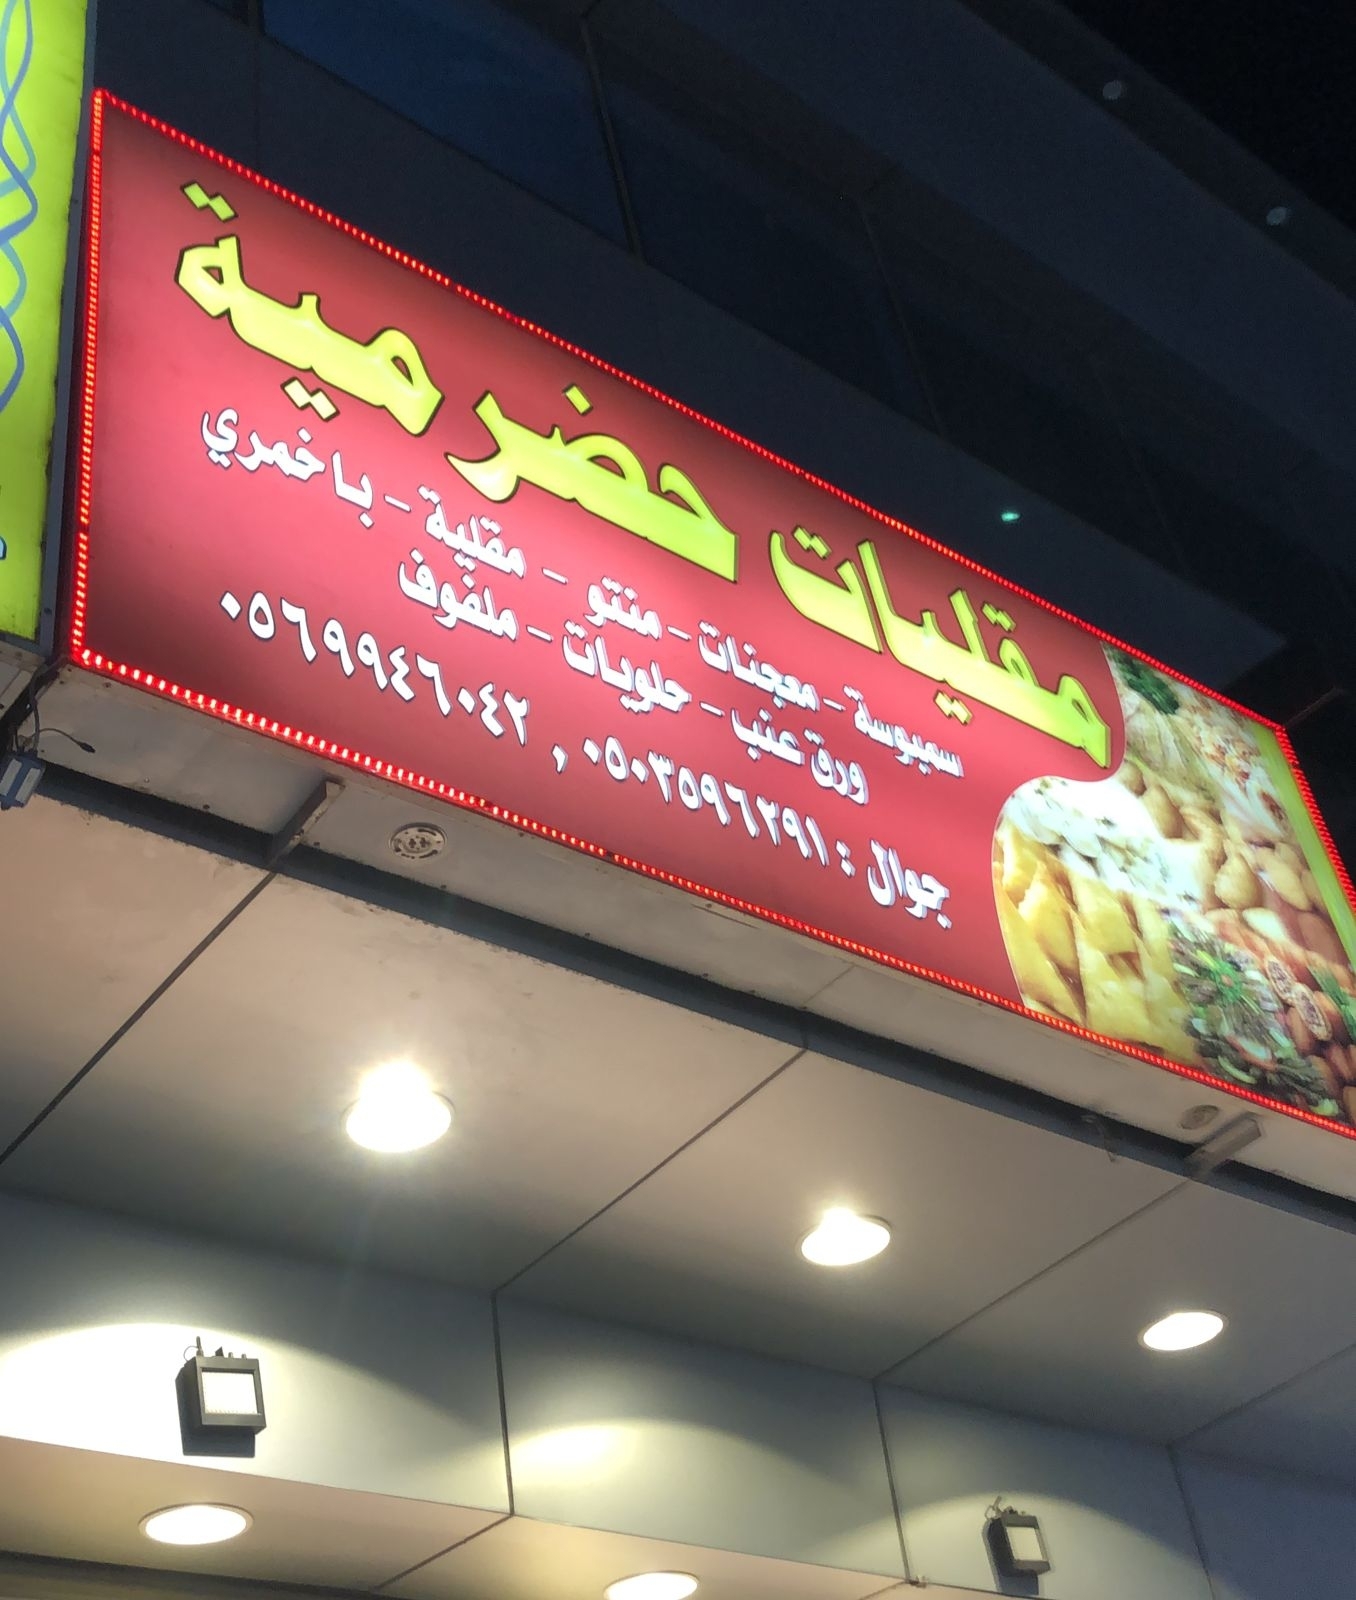 مقليات حضرمية
سمبوسة - معجنات - منتو - مقلية - باخمري
ورق عنب - حلويات - ملفوف
جوال : ٠٥٠٣٥٩٦٢٩١ , ٠٥٦٩٩٤٦٠٤٢